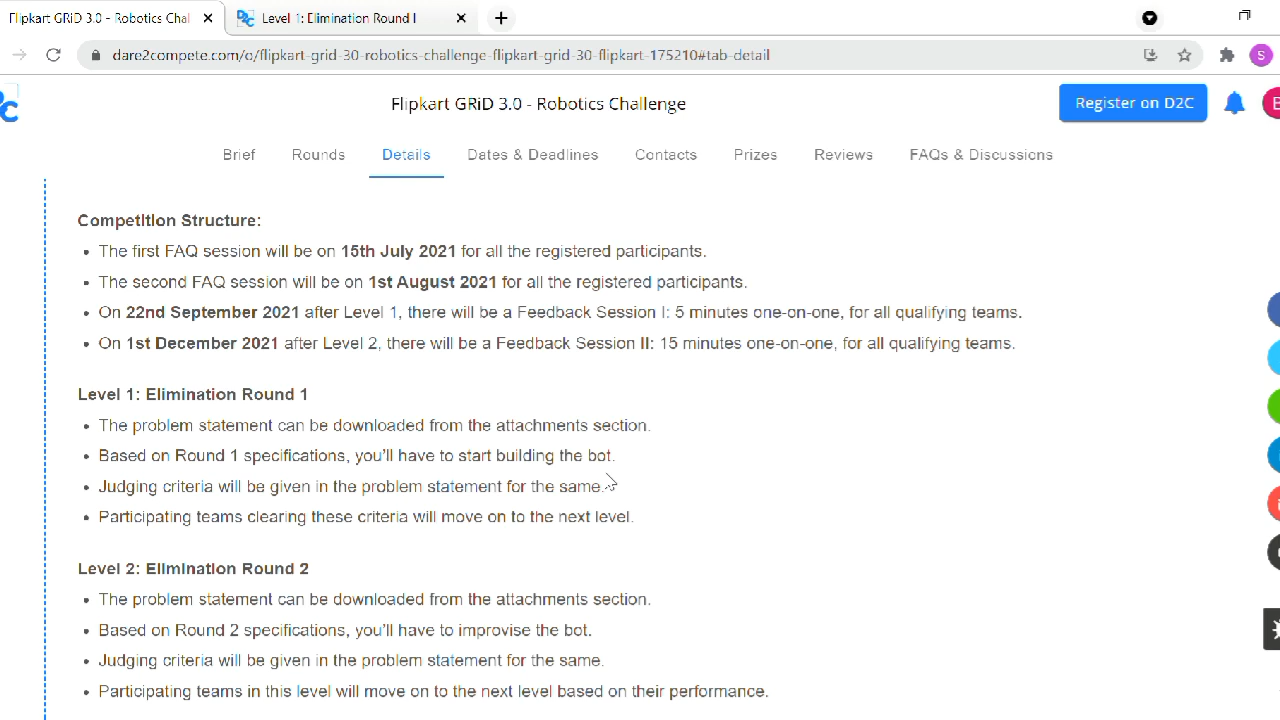 Flipkart GRiD 3.0 - Robotics Chal
Level 1: Elimination Round I
dare2compete.com/o/flipkart-grid-30-robotics-challenge-flipkart-grid-30-flipkart-175210#tab-detail
S
Flipkart GRiD 3.0 - Robotics Challenge
Register on D2C
Brief
Rounds
Details
Dates & Deadlines
Contacts
Prizes
Reviews
FAQs & Discussions
Competition Structure:
The first FAQ session will be on 15th July 2021 for all the registered participants.
The second FAQ session will be on 1st August 2021 for all the registered participants.
On 22nd September 2021 after Level 1, there will be a Feedback Session I: 5 minutes one-on-one, for all qualifying teams.
On 1st December 2021 after Level 2, there will be a Feedback Session II: 15 minutes one-on-one, for all qualifying teams.
Level 1: Elimination Round 1
The problem statement can be downloaded from the attachments section.
Based on Round 1 specifications, you'll have to start building the bot.
Judging criteria will be given in the problem statement for the same.
Participating teams clearing these criteria will move on to the next level.
Level 2: Elimination Round 2
The problem statement can be downloaded from the attachments section.
Based on Round 2 specifications, you'll have to improvise the bot.
Judging criteria will be given in the problem statement for the same.
Participating teams in this level will move on to the next level based on their performance.